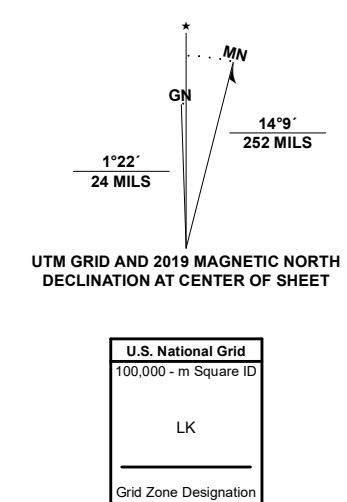 ★
MN
GN
14°9´
252 MILS
1°22´
24 MILS
UTM GRID AND 2019 MAGNETIC NORTH
DECLINATION AT CENTER OF SHEET
U.S. National Grid
100,000 - m Square ID
LK
Grid Zone Designation